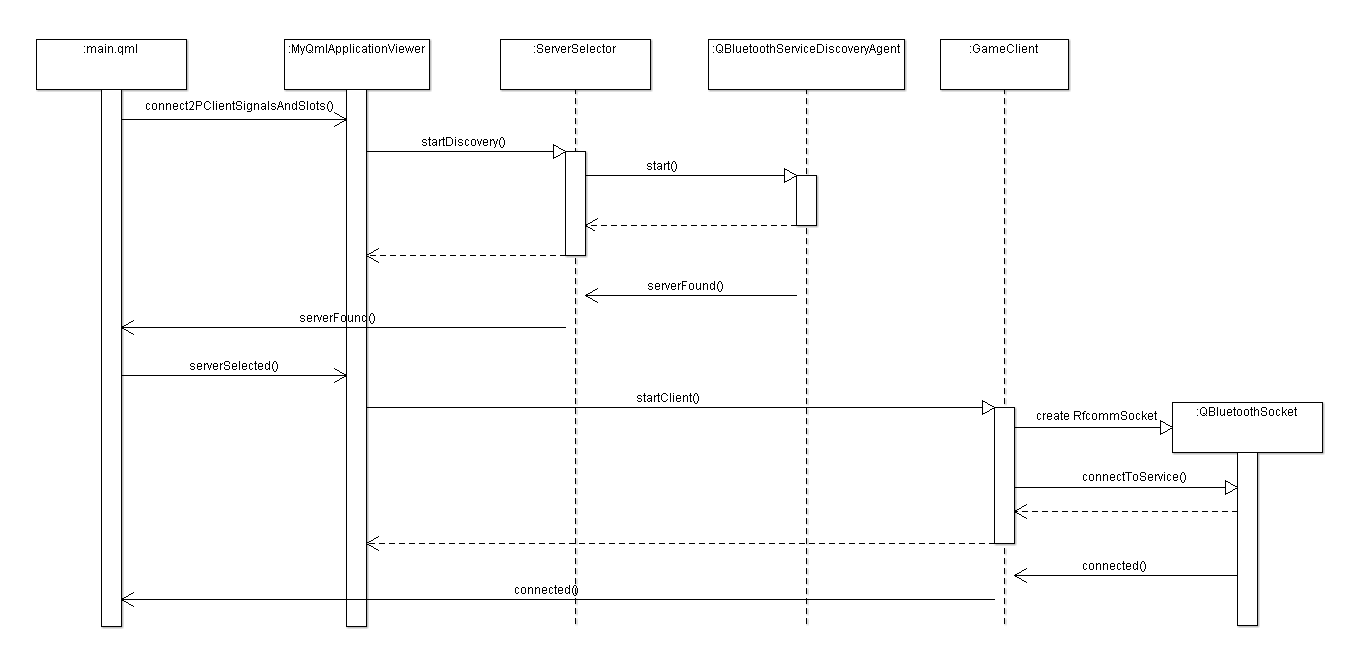 :main.qml
:MyQmlApplicationViewer
:ServerSelector
:QBluetoothServiceDiscoveryAgent
:GameClient
connect2PClientSignalsAndSlots()
startDiscovery()
start()
serverFound()
serverFound()
serverSelected()
startClient()
create RfcommSocket
:QBluetoothSocket
connectToService()
connected()
connected()